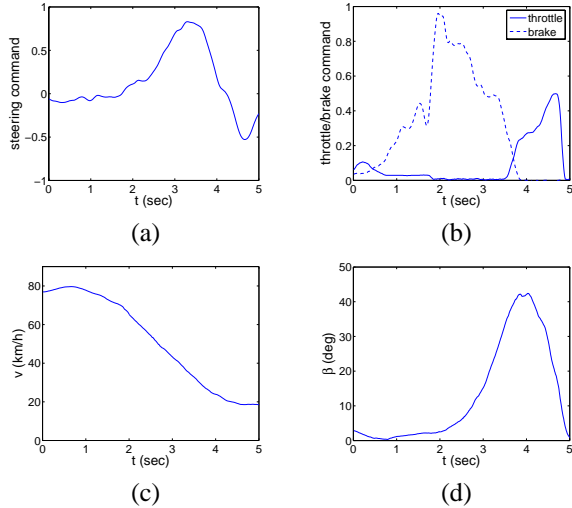 steering command
1
0.5
0
−0.5
−1
0 1 2 3 4 5
t (sec)
(a)
throttle/brake command
1
0.8
0.6
0.4
0.2
0
throttle
brake
0 1 2 3 4 5
t (sec)
(b)
v (km/h)
80
60
40
20
0
0 1 2 3 4 5
t (sec)
(c)
β (deg)
50
40
30
20
10
0
0 1 2 3 4 5
t (sec)
(d)